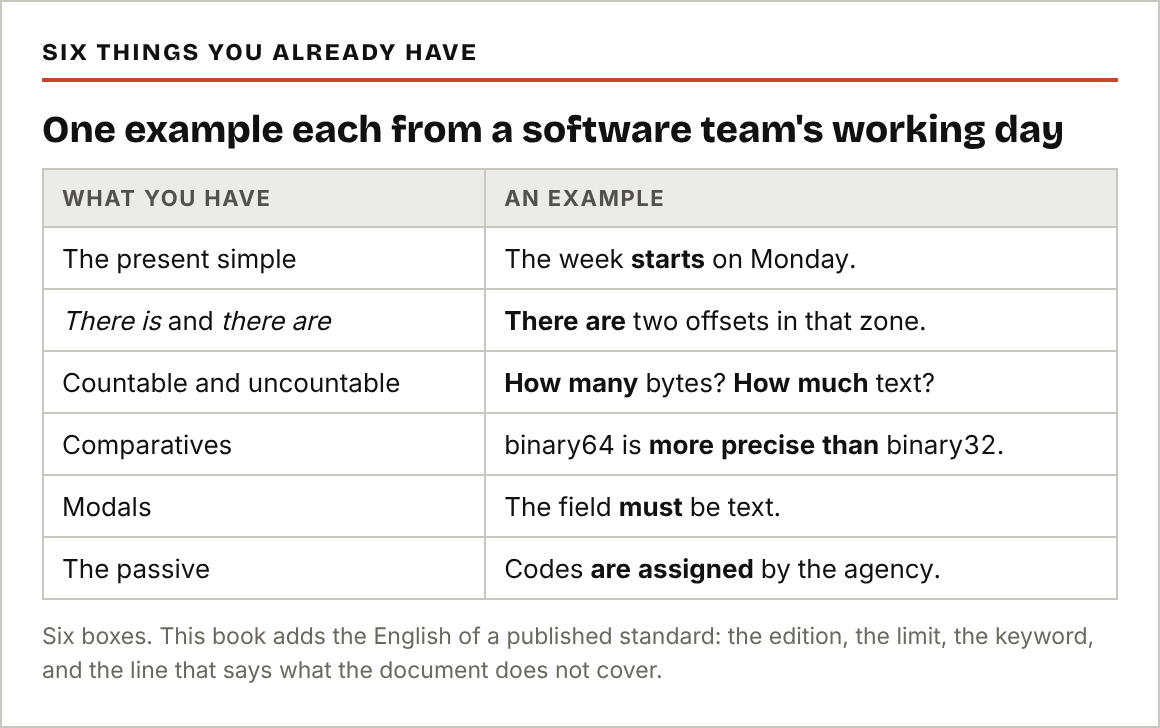 SIX THINGS YOU ALREADY HAVE
One example each from a software team's working day
WHAT YOU HAVE
AN EXAMPLE
The present simple
The week starts on Monday.
There is and there are
There are two offsets in that zone.
Countable and uncountable
How many bytes? How much text?
Comparatives
binary64 is more precise than binary32.
Modals
The field must be text.
The passive
Codes are assigned by the agency.
Six boxes. This book adds the English of a published standard: the edition, the limit, the keyword,
and the line that says what the document does not cover.